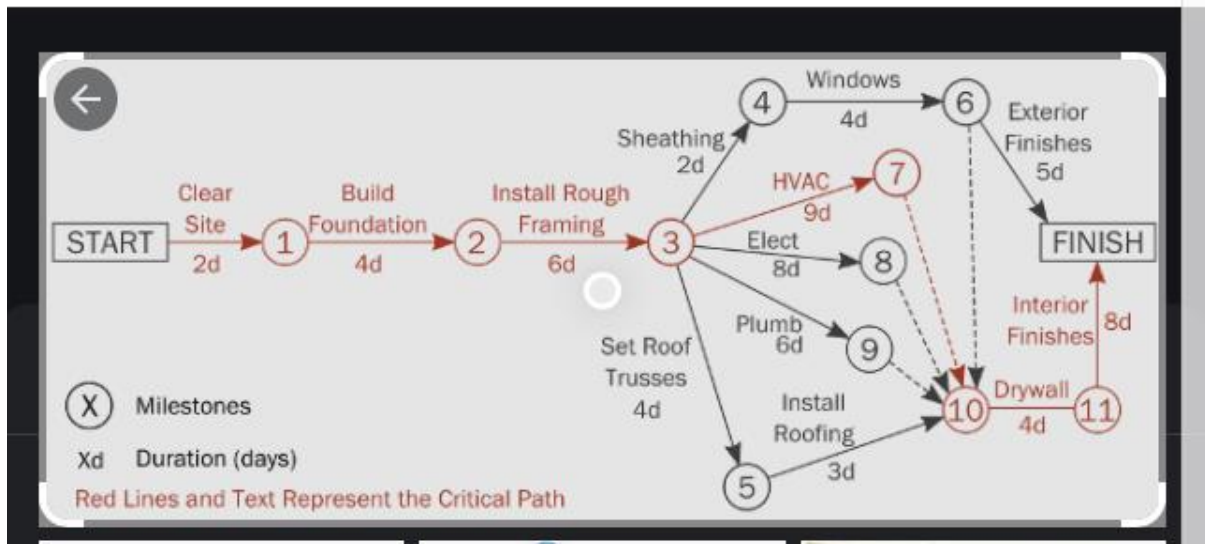 Windows
4
6
4d
Exterior
Finishes
5d
Sheathing
2d
HVAC
7
9d
Clear
Site
2d
Build
Foundation
4d
Install Rough
Framing
6d
START
1
2
3
Elect
8d
8
FINISH
Plumb
6d
9
Interior
Finishes
8d
Set Roof
Trusses
4d
Install
Roofing
3d
5
10
Drywall
4d
11
X Milestones
Xd Duration (days)
Red Lines and Text Represent the Critical Path